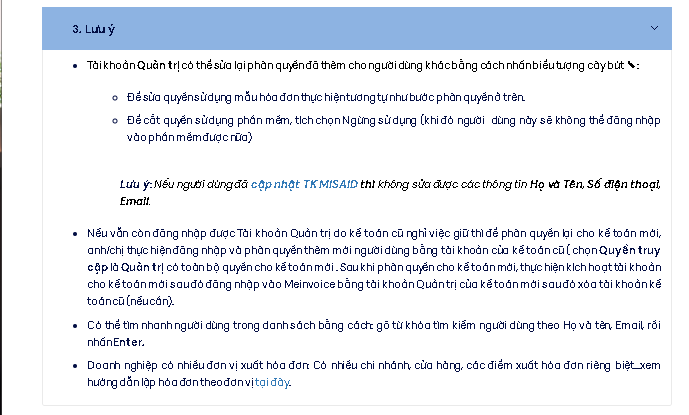 3. Lưu ý
Tài khoản Quản trị có thể sửa lại phân quyền đã thêm cho người dùng khác bằng cách nhấn biểu tượng cây bút ✎:
Để sửa quyền sử dụng mẫu hóa đơn thực hiện tương tự như bước phân quyền ở trên.
Để cắt quyền sử dụng phần mềm, tích chọn Ngừng sử dụng (khi đó người dùng này sẽ không thể đăng nhập
vào phần mềm được nữa)
Lưu ý: Nếu người dùng đã cập nhật TK MISAID thì không sửa được các thông tin Họ và Tên, Số điện thoại,
Email.
Nếu vẫn còn đăng nhập được Tài khoản Quản trị do kế toán cũ nghỉ việc giữ thì để phân quyền lại cho kế toán mới,
anh/chị thực hiện đăng nhập và phân quyền thêm mới người dùng bằng tài khoản của kế toán cũ ( chọn Quyền truy
cập là Quản trị có toàn bộ quyền cho kế toán mới . Sau khi phân quyền cho kế toán mới, thực hiện kích hoạt tài khoản
cho kế toán mới sau đó đăng nhập vào Meinvoice bằng tài khoản Quản trị của kế toán mới sau đó xóa tài khoản kế
toán cũ (nếu cần).
Có thể tìm nhanh người dùng trong danh sách bằng cách: gõ từ khóa tìm kiếm người dùng theo Họ và tên, Email, rồi
nhấn Enter.
Doanh nghiệp có nhiều đơn vị xuất hóa đơn: Có nhiều chi nhánh, cửa hàng, các điểm xuất hóa đơn riêng biệt...xem
hướng dẫn lập hóa đơn theo đơn vị tại đây.